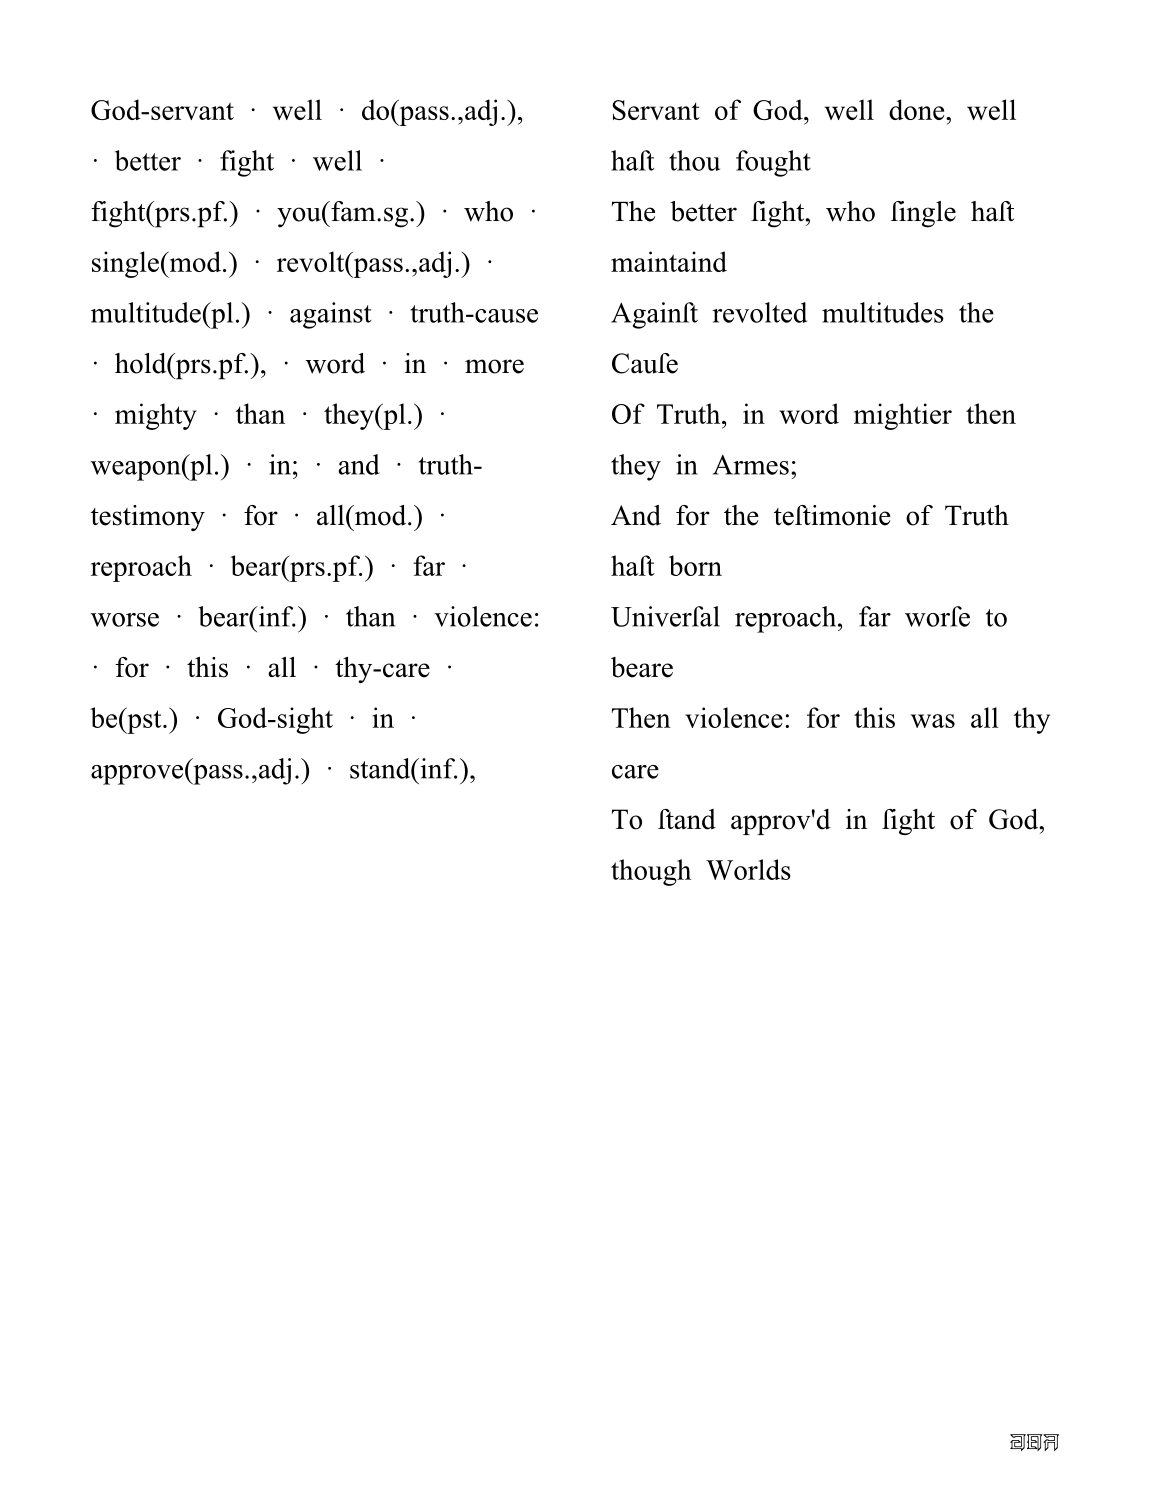 God-servant · well · do(pass.,adj.),
· better · fight · well ·
fight(prs.pf.) · you(fam.sg.) · who ·
single(mod.) · revolt(pass.,adj.) ·
multitude(pl.) · against · truth-cause
· hold(prs.pf.), · word · in · more
· mighty · than · they(pl.) ·
weapon(pl.) · in; · and · truth-
testimony · for · all(mod.) ·
reproach · bear(prs.pf.) · far ·
worse · bear(inf.) · than · violence:
· for · this · all · thy-care ·
be(pst.) · God-sight · in ·
approve(pass.,adj.) · stand(inf.),
Servant of God, well done, well
haſt thou fought
The better ſight, who ſingle haſt
maintaind
Againſt revolted multitudes the
Cauſe
Of Truth, in word mightier then
they in Armes;
And for the teſtimonie of Truth
haſt born
Univerſal reproach, far worſe to
beare
Then violence: for this was all thy
care
To ſtand approv'd in ſight of God,
though Worlds